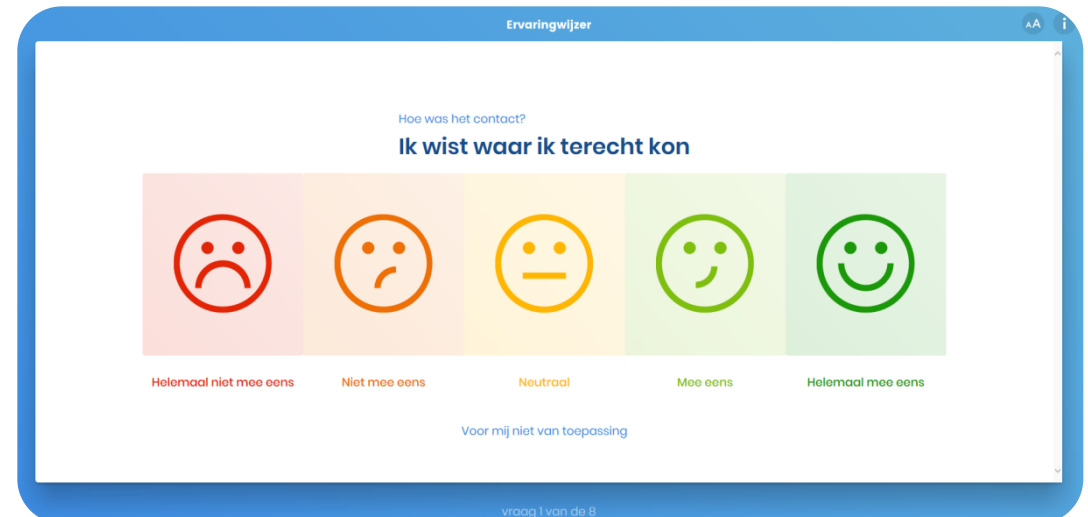 Ervaringwijzer
AA
i
Hoe was het contact?
Ik wist waar ik terecht kon
Helemaal niet mee eens
Niet mee eens
Neutraal
Mee eens
Helemaal mee eens
Voor mij niet van toepassing
vraag 1 van de 8